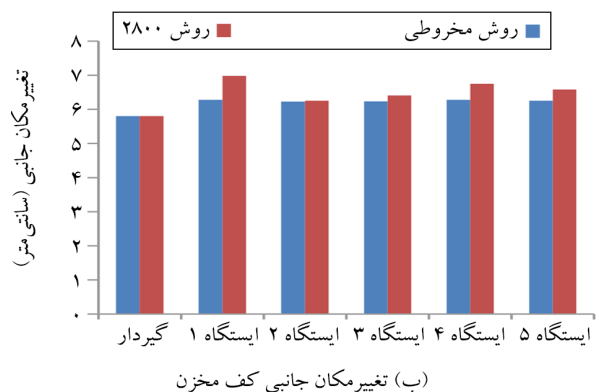 روش مخروطی
روش ۲۸۰۰
تغییرمکان جانبی (سانتی‌متر)
۸
۷
۶
۵
۴
۳
۲
۱
۰
گیردار
ایستگاه ۱
ایستگاه ۲
ایستگاه ۳
ایستگاه ۴
ایستگاه ۵
(ب) تغییرمکان جانبی کف مخزن